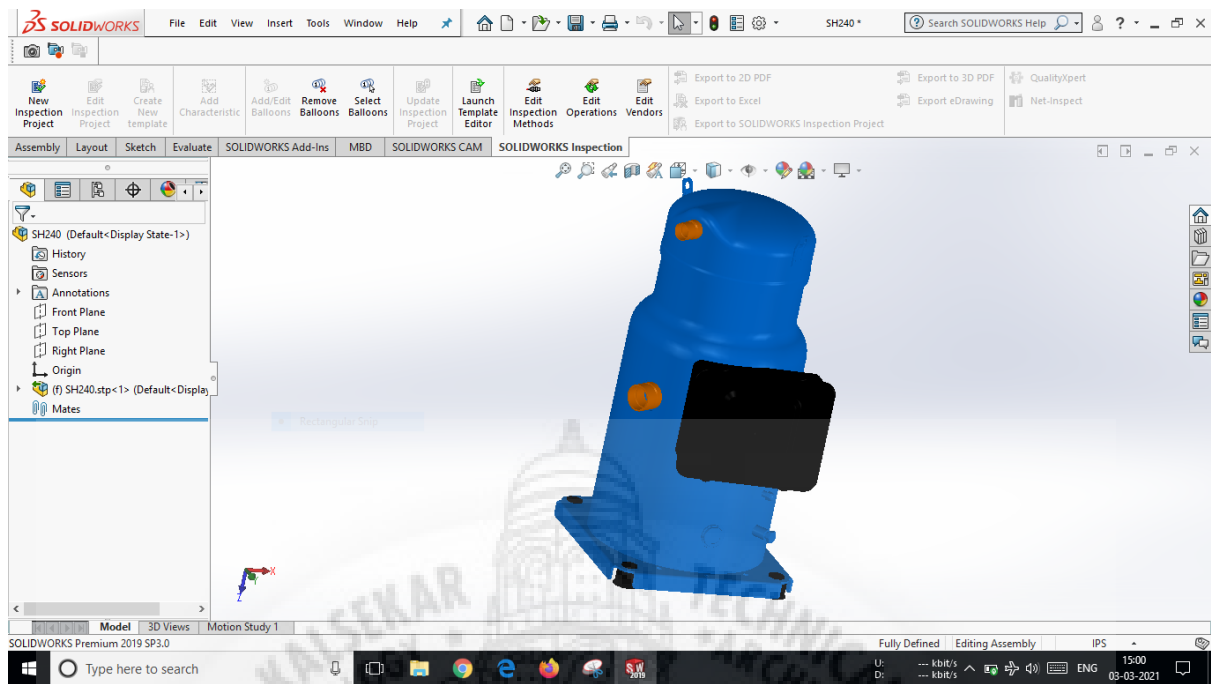 SOLIDWORKS File Edit View Insert Tools Window Help SH240 * Search SOLIDWORKS Help ?
New Inspection Project
Edit Inspection Project
Create New template
Add Characteristic
Add/Edit Balloons
Remove Balloons
Select Balloons
Update Inspection Project
Launch Template Editor
Edit Inspection Methods
Edit Operations
Edit Vendors
Export to 2D PDF
Export to Excel
Export to SOLIDWORKS Inspection Project
Export to 3D PDF
Export eDrawing
QualityXpert
Net-Inspect
Assembly Layout Sketch Evaluate SOLIDWORKS Add-Ins MBD SOLIDWORKS CAM SOLIDWORKS Inspection
SH240 (Default<Display State-1>)
History
Sensors
Annotations
Front Plane
Top Plane
Right Plane
Origin
(f) SH240.stp<1> (Default<Display
Mates
Rectangular Snip
X
Z
KALSEKAR TECHN
Model 3D Views Motion Study 1
SOLIDWORKS Premium 2019 SP3.0 Fully Defined Editing Assembly IPS
Type here to search
SW 2019
U: --- kbit/s
D: --- kbit/s
ENG
15:00
03-03-2021